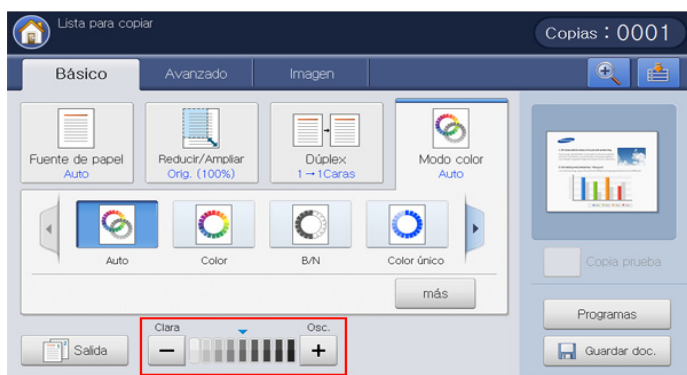 Lista para copiar
Copias : 0001
Básico
Avanzado
Imagen
Fuente de papel
Auto
Reducir/Ampliar
Orig. (100%)
Dúplex
1→1Caras
Modo color
Auto
Auto
Color
B/N
Color único
más
Copia prueba
Clara
Osc.
Salida
Programas
Guardar doc.